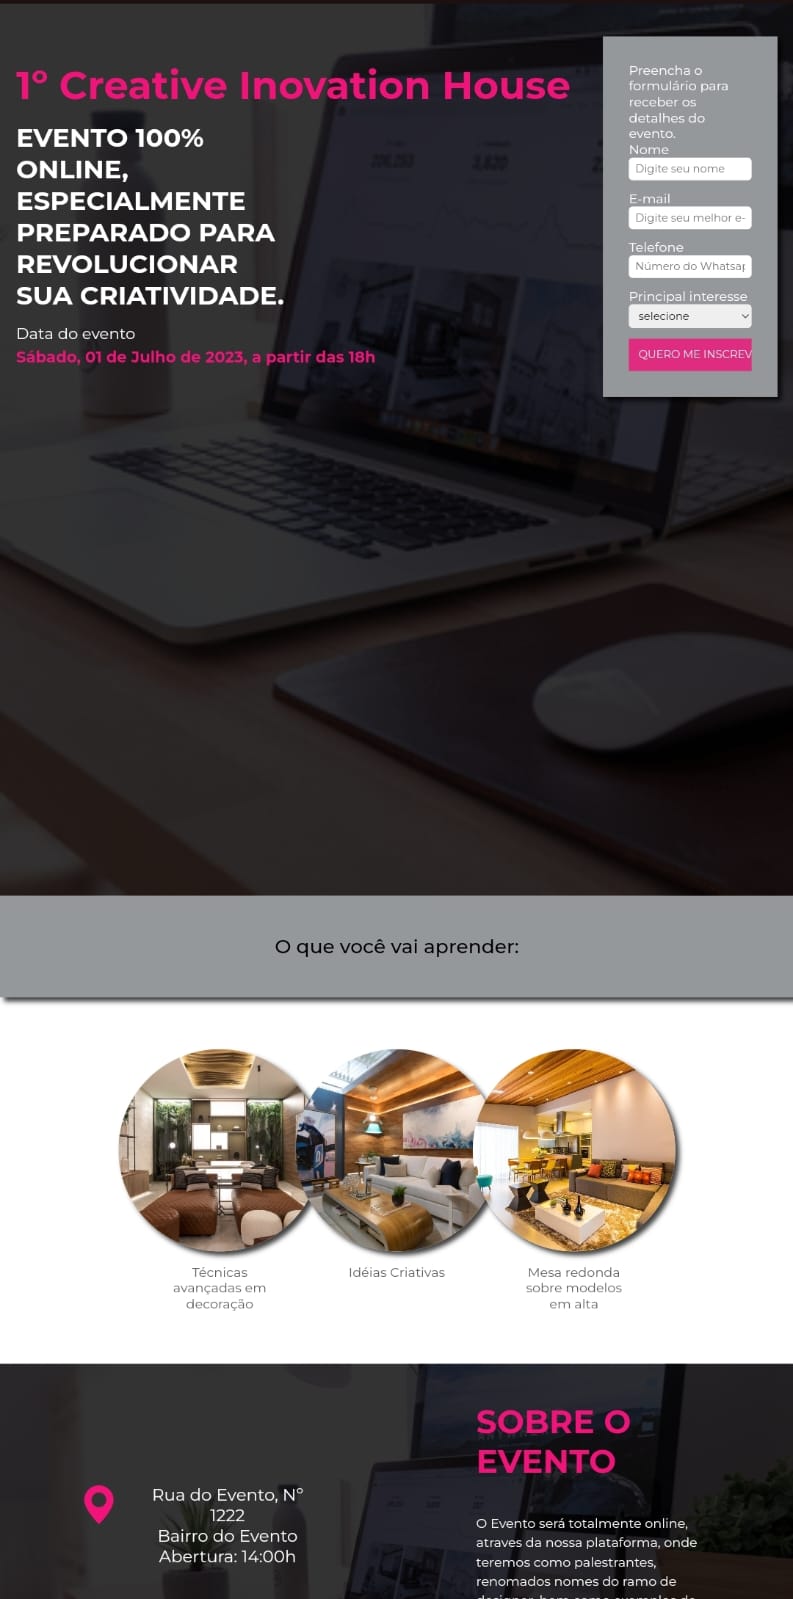 1º Creative Inovation House
EVENTO 100%
ONLINE,
ESPECIALMENTE
PREPARADO PARA
REVOLUCIONAR
SUA CRIATIVIDADE.
Data do evento
Sábado, 01 de Julho de 2023, a partir das 18h
Preencha o
formulário para
receber os
detalhes do
evento.
Nome
Digite seu nome
E-mail
Digite seu melhor e-
Telefone
Número do Whatsap
Principal interesse
selecione
QUERO ME INSCREV
O que você vai aprender:
Técnicas
avançadas em
decoração
Idéias Criativas
Mesa redonda
sobre modelos
em alta
Rua do Evento, Nº
1222
Bairro do Evento
Abertura: 14:00h
SOBRE O
EVENTO
O Evento será totalmente online,
atraves da nossa plataforma, onde
teremos como palestrantes,
renomados nomes do ramo de